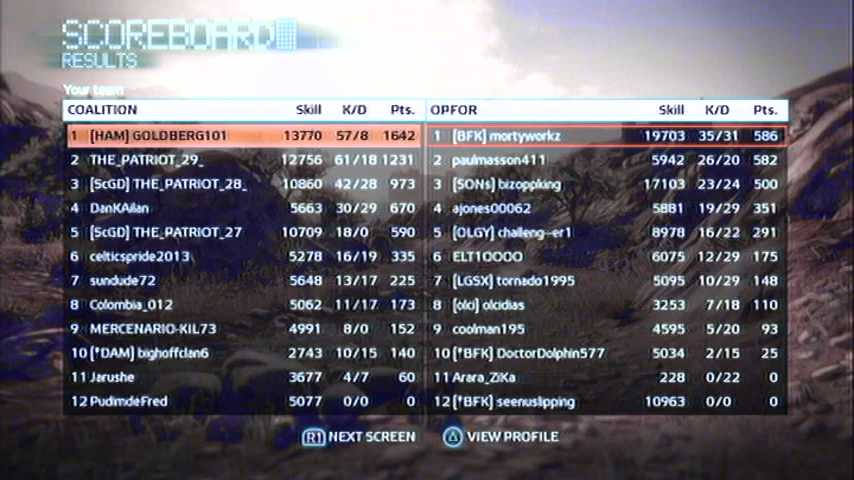 SCOREBOARD
RESULTS
Your team
COALITION Skill K/D Pts. OPFOR Skill K/D Pts.
1 [HAM] GOLDBERG101 13770 57/8 1642 1 [BFK] mortyworkz 19703 35/31 586
2 THE_PATRIOT_29_ 12756 61/18 1231 2 paulmasson411 5942 26/20 582
3 [ScGD] THE_PATRIOT_28_ 10860 42/28 973 3 [SONs] bizoppking 17103 23/24 500
4 DanKAilan 5663 30/29 670 4 ajones00062 5881 19/29 351
5 [ScGD] THE_PATRIOT_27 10709 18/0 590 5 [OLGY] challeng-er1 8978 16/22 291
6 celticspride2013 5278 16/19 335 6 ELT1OOOO 6075 12/29 175
7 sundude72 5648 13/17 225 7 [LGSX] tornado1995 5095 10/29 148
8 Colombia_012 5062 11/17 173 8 [olci] olcidias 3253 7/18 110
9 MERCENARIO-KIL73 4991 8/0 152 9 coolman195 4595 5/20 93
10 [*DAM] bighoffclan6 2743 10/15 140 10 [*BFK] DoctorDolphin577 5034 2/15 25
11 Jarushe 3677 4/7 60 11 Arara_ZiKa 228 0/22 0
12 PudimdeFred 5077 0/0 0 12 [*BFK] seenuslipping 10963 0/0 0
R1 NEXT SCREEN VIEW PROFILE